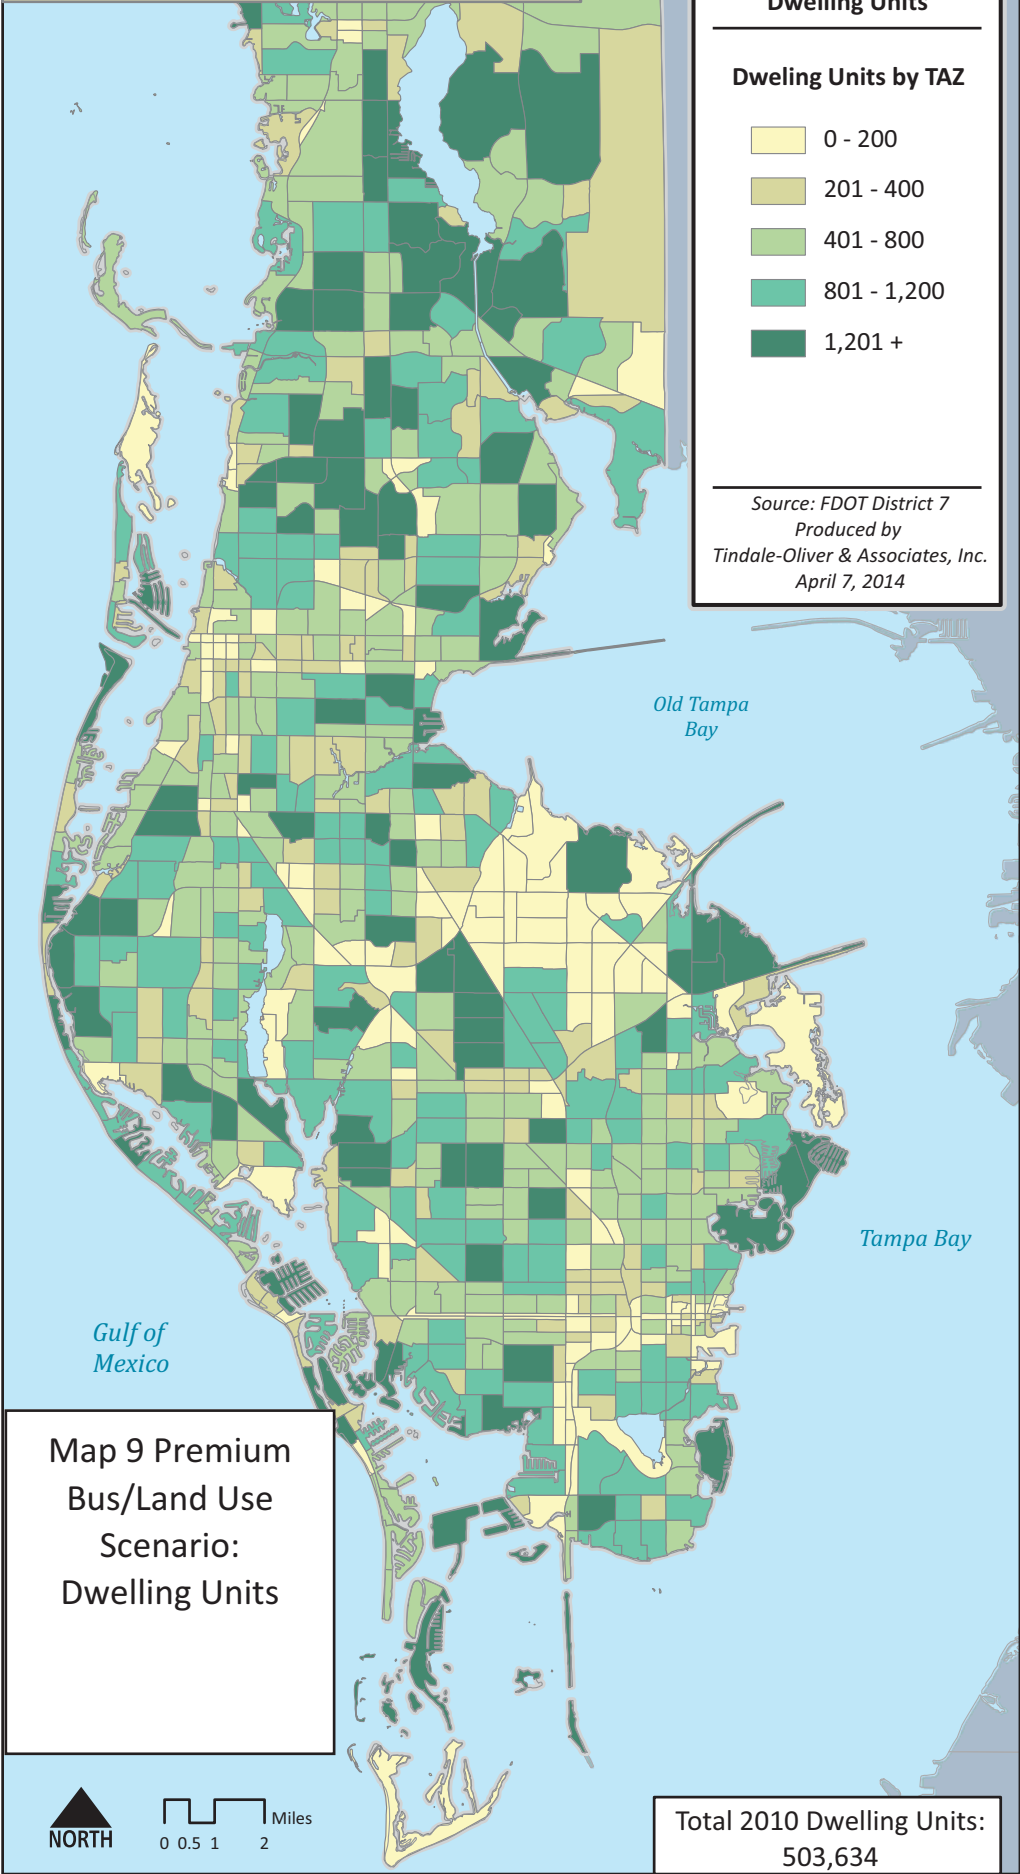 Dwelling Units
Dweling Units by TAZ
0 - 200
201 - 400
401 - 800
801 - 1,200
1,201 +
Source: FDOT District 7
Produced by
Tindale-Oliver & Associates, Inc.
April 7, 2014
Old Tampa
Bay
Tampa Bay
Gulf of
Mexico
Map 9 Premium
Bus/Land Use
Scenario:
Dwelling Units
NORTH
Miles
0 0.5 1 2
Total 2010 Dwelling Units:
503,634